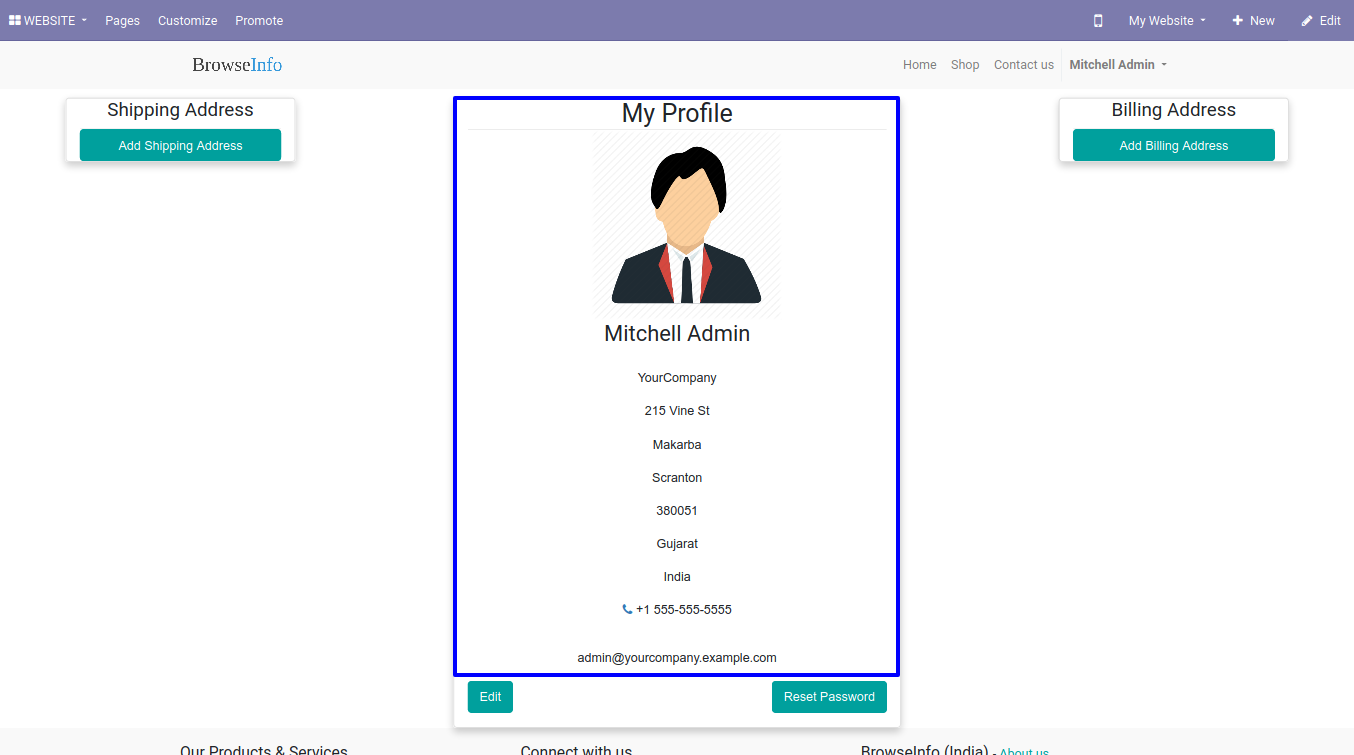 WEBSITE Pages Customize Promote My Website New Edit
BrowseInfo Home Shop Contact us Mitchell Admin
Shipping Address
Add Shipping Address
My Profile
Mitchell Admin
YourCompany
215 Vine St
Makarba
Scranton
380051
Gujarat
India
+1 555-555-5555
admin@yourcompany.example.com
Edit Reset Password
Billing Address
Add Billing Address
Our Products & Services Connect with us BrowseInfo (India) - About us